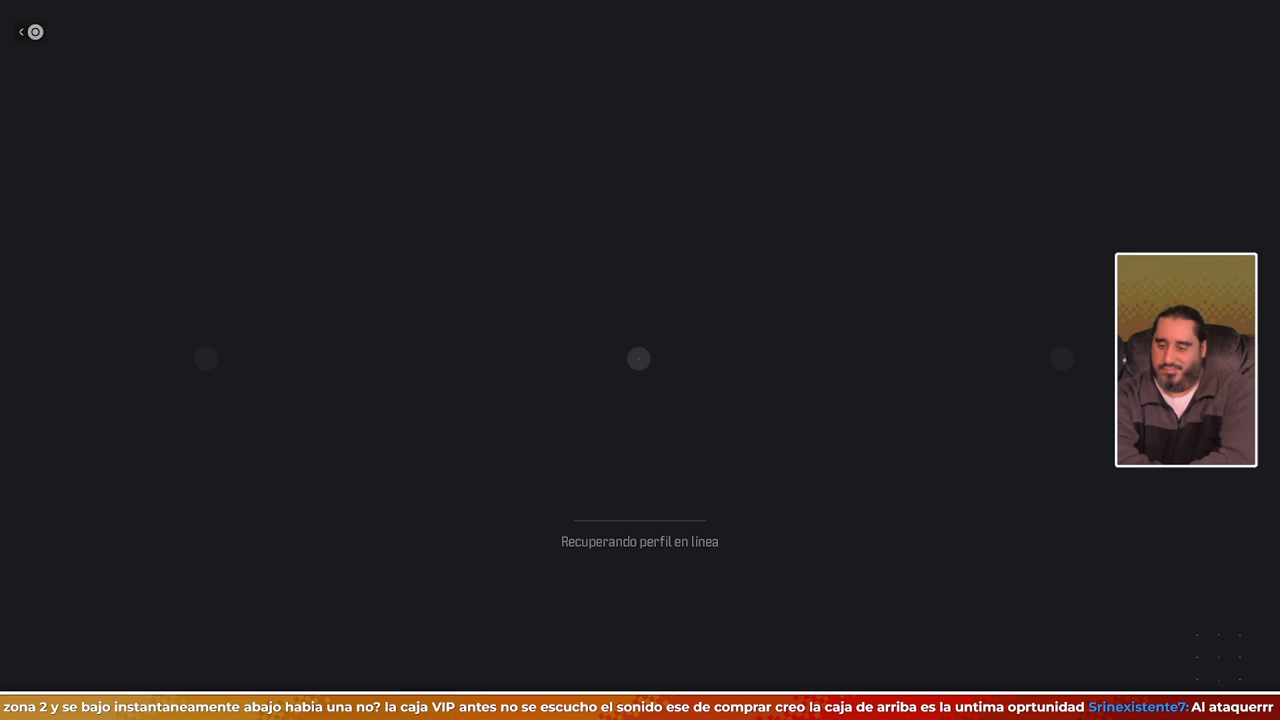 Recuperando perfil en línea
zona 2 y se bajo instantaneamente abajo habia una no? la caja VIP antes no se escucho el sonido ese de comprar creo la caja de arriba es la untima oprtunidad Srinexistente7: Al ataquerrr